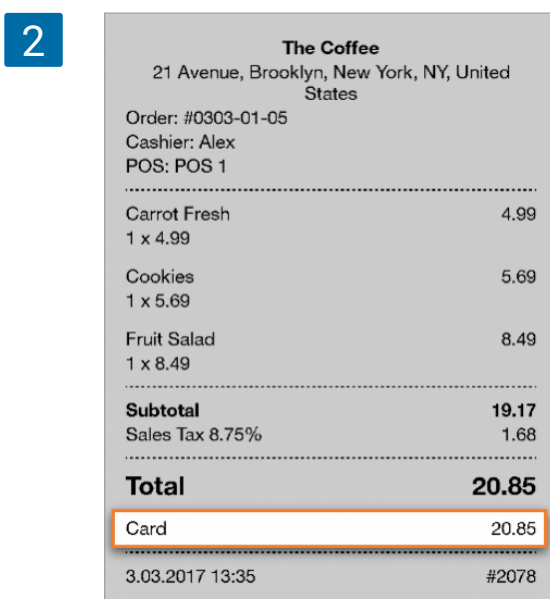 2
The Coffee
21 Avenue, Brooklyn, New York, NY, United
States
Order: #0303-01-05
Cashier: Alex
POS: POS 1
Carrot Fresh 4.99
1 x 4.99
Cookies 5.69
1 x 5.69
Fruit Salad 8.49
1 x 8.49
Subtotal 19.17
Sales Tax 8.75% 1.68
Total 20.85
Card 20.85
3.03.2017 13:35 #2078